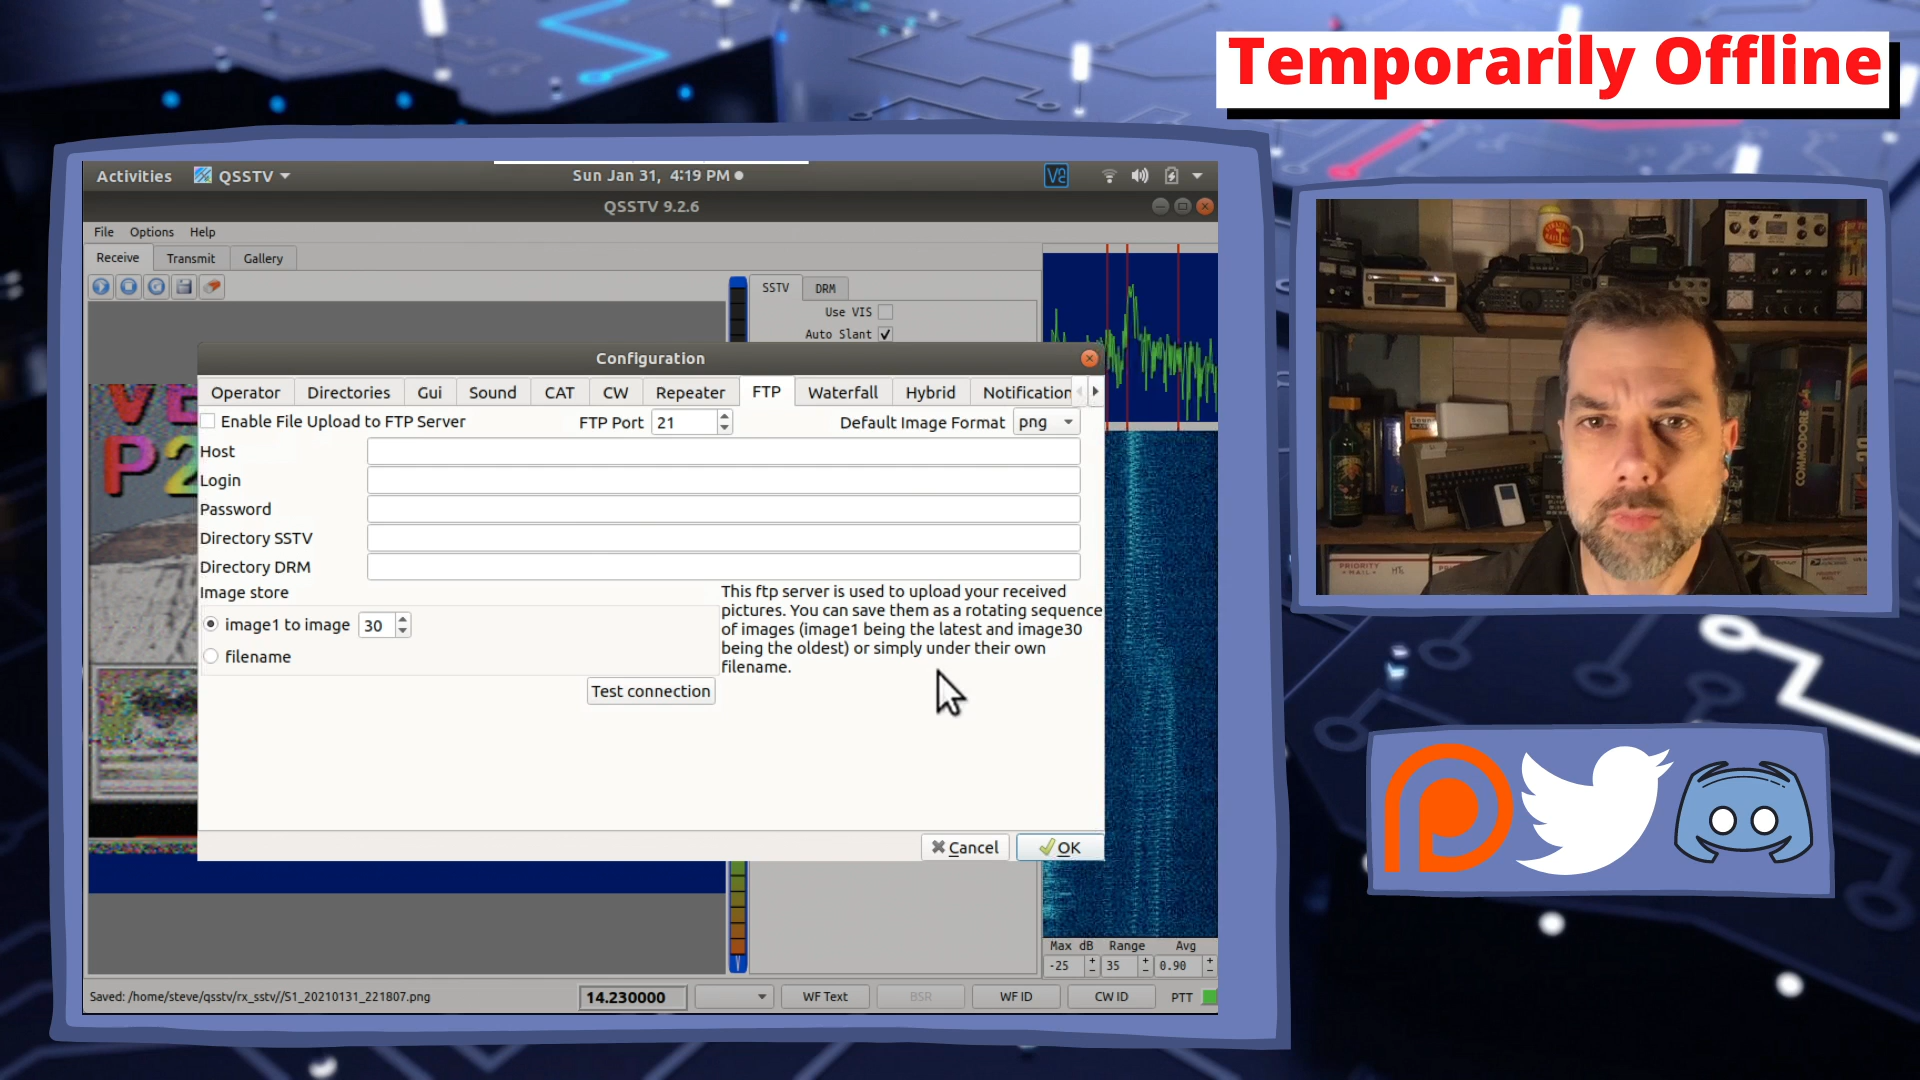 Temporarily Offline
Activities QSSTV Sun Jan 31, 4:19 PM
QSSTV 9.2.6
File Options Help
Receive Transmit Gallery
SSTV DRM
Use VIS
Auto Slant
Configuration
Operator Directories Gui Sound CAT CW Repeater FTP Waterfall Hybrid Notification
Enable File Upload to FTP Server FTP Port 21 Default Image Format png
Host
Login
Password
Directory SSTV
Directory DRM
Image store
image1 to image 30
filename
This ftp server is used to upload your received
pictures. You can save them as a rotating sequence
of images (image1 being the latest and image30
being the oldest) or simply under their own
filename.
Test connection
Cancel OK
Max dB Range Avg
-25 35 0.90
Saved: /home/steve/qsstv/rx_sstv//S1_20210131_221807.png 14.230000 WF Text BSR WF ID CW ID PTT
COMMODORE
PRIORITY
MAIL